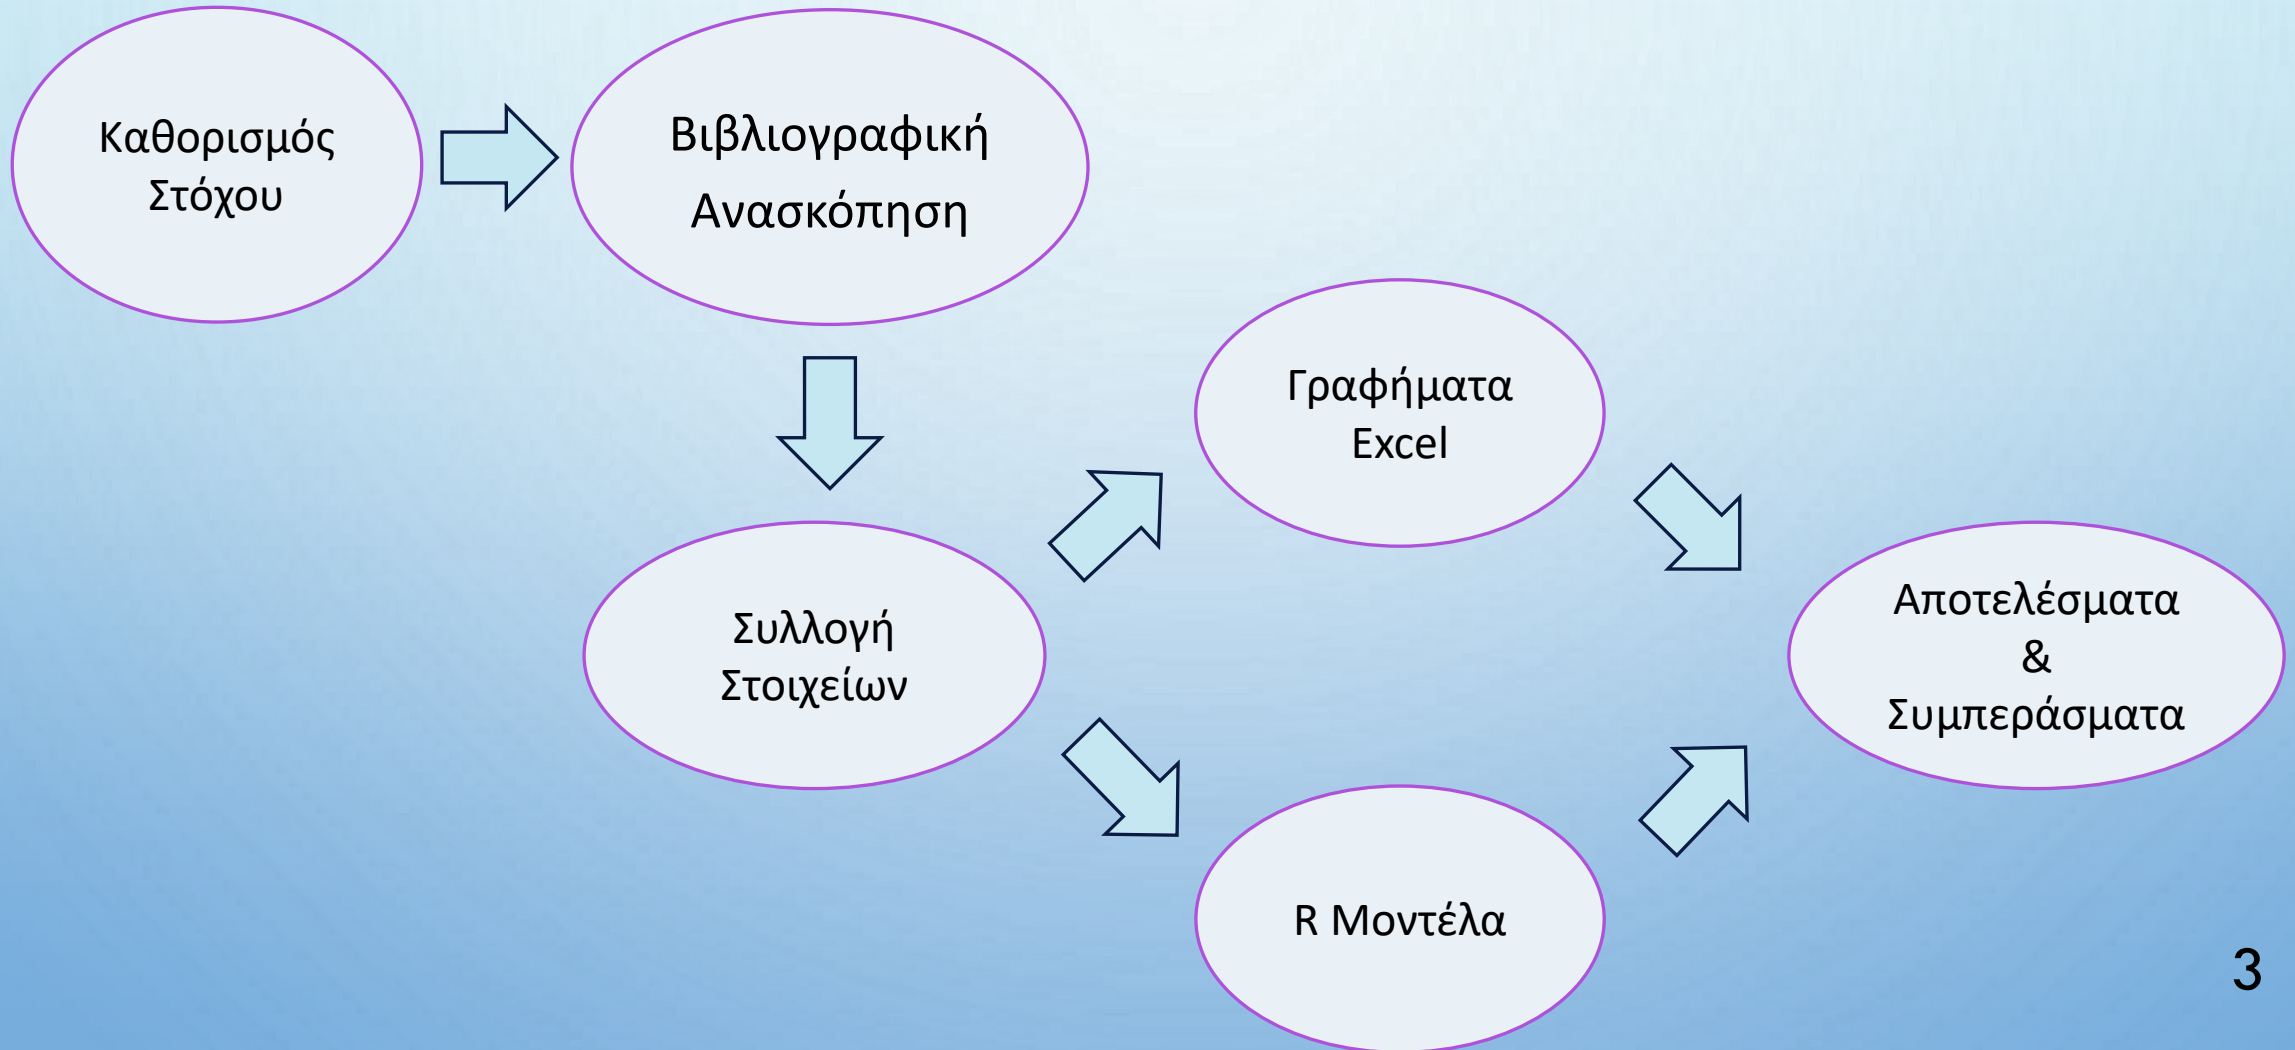 Καθορισμός
Στόχου
Βιβλιογραφική
Ανασκόπηση
Γραφήματα
Excel
Συλλογή
Στοιχείων
Αποτελέσματα
&
Συμπεράσματα
R Μοντέλα
3